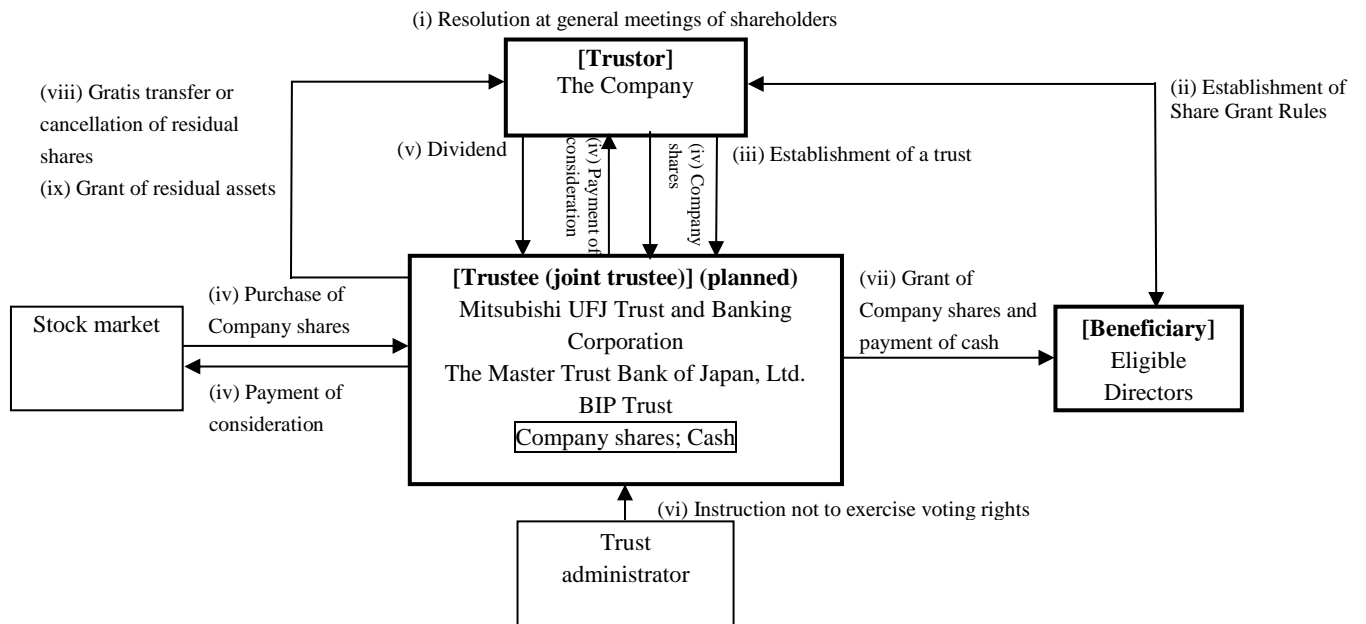 (i) Resolution at general meetings of shareholders
[Trustor]
The Company
(viii) Gratis transfer or
cancellation of residual
shares
(ix) Grant of residual assets
(ii) Establishment of
Share Grant Rules
(v) Dividend
(iv) Payment of
consideration
(iv) Company
shares
(iii) Establishment of a trust
[Trustee (joint trustee)] (planned)
Mitsubishi UFJ Trust and Banking
Corporation
The Master Trust Bank of Japan, Ltd.
BIP Trust
Company shares; Cash
(iv) Purchase of
Company shares
Stock market
(iv) Payment of
consideration
(vii) Grant of
Company shares and
payment of cash
[Beneficiary]
Eligible
Directors
(vi) Instruction not to exercise voting rights
Trust
administrator